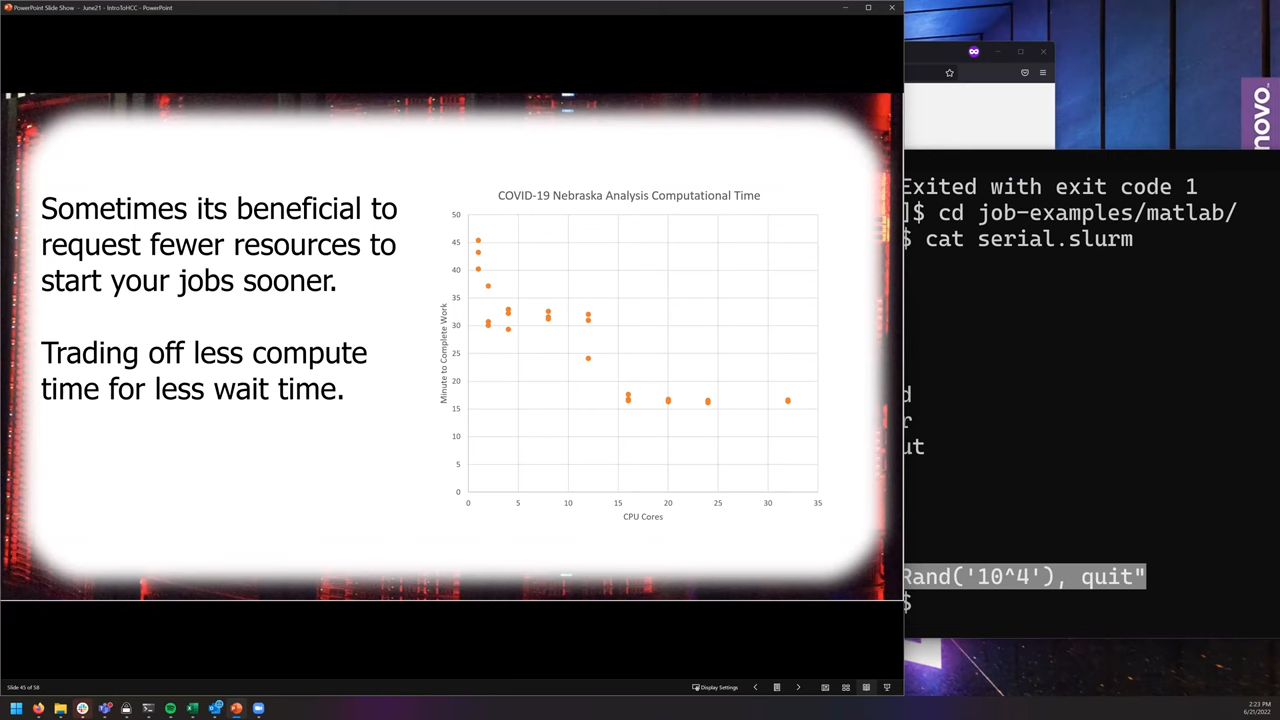 PowerPoint Slide Show - June21 - IntroToHCC - PowerPoint
Sometimes its beneficial to
request fewer resources to
start your jobs sooner.
Trading off less compute
time for less wait time.
COVID-19 Nebraska Analysis Computational Time
Minute to Complete Work
50
45
40
35
30
25
20
15
10
5
0
0 5 10 15 20 25 30 35
CPU Cores
novo.
Exited with exit code 1
]$ cd job-examples/matlab/
$ cat serial.slurm
d
r
ut
Rand('10^4'), quit"
$
Slide 45 of 58
Display Settings
2:23 PM
6/21/2022